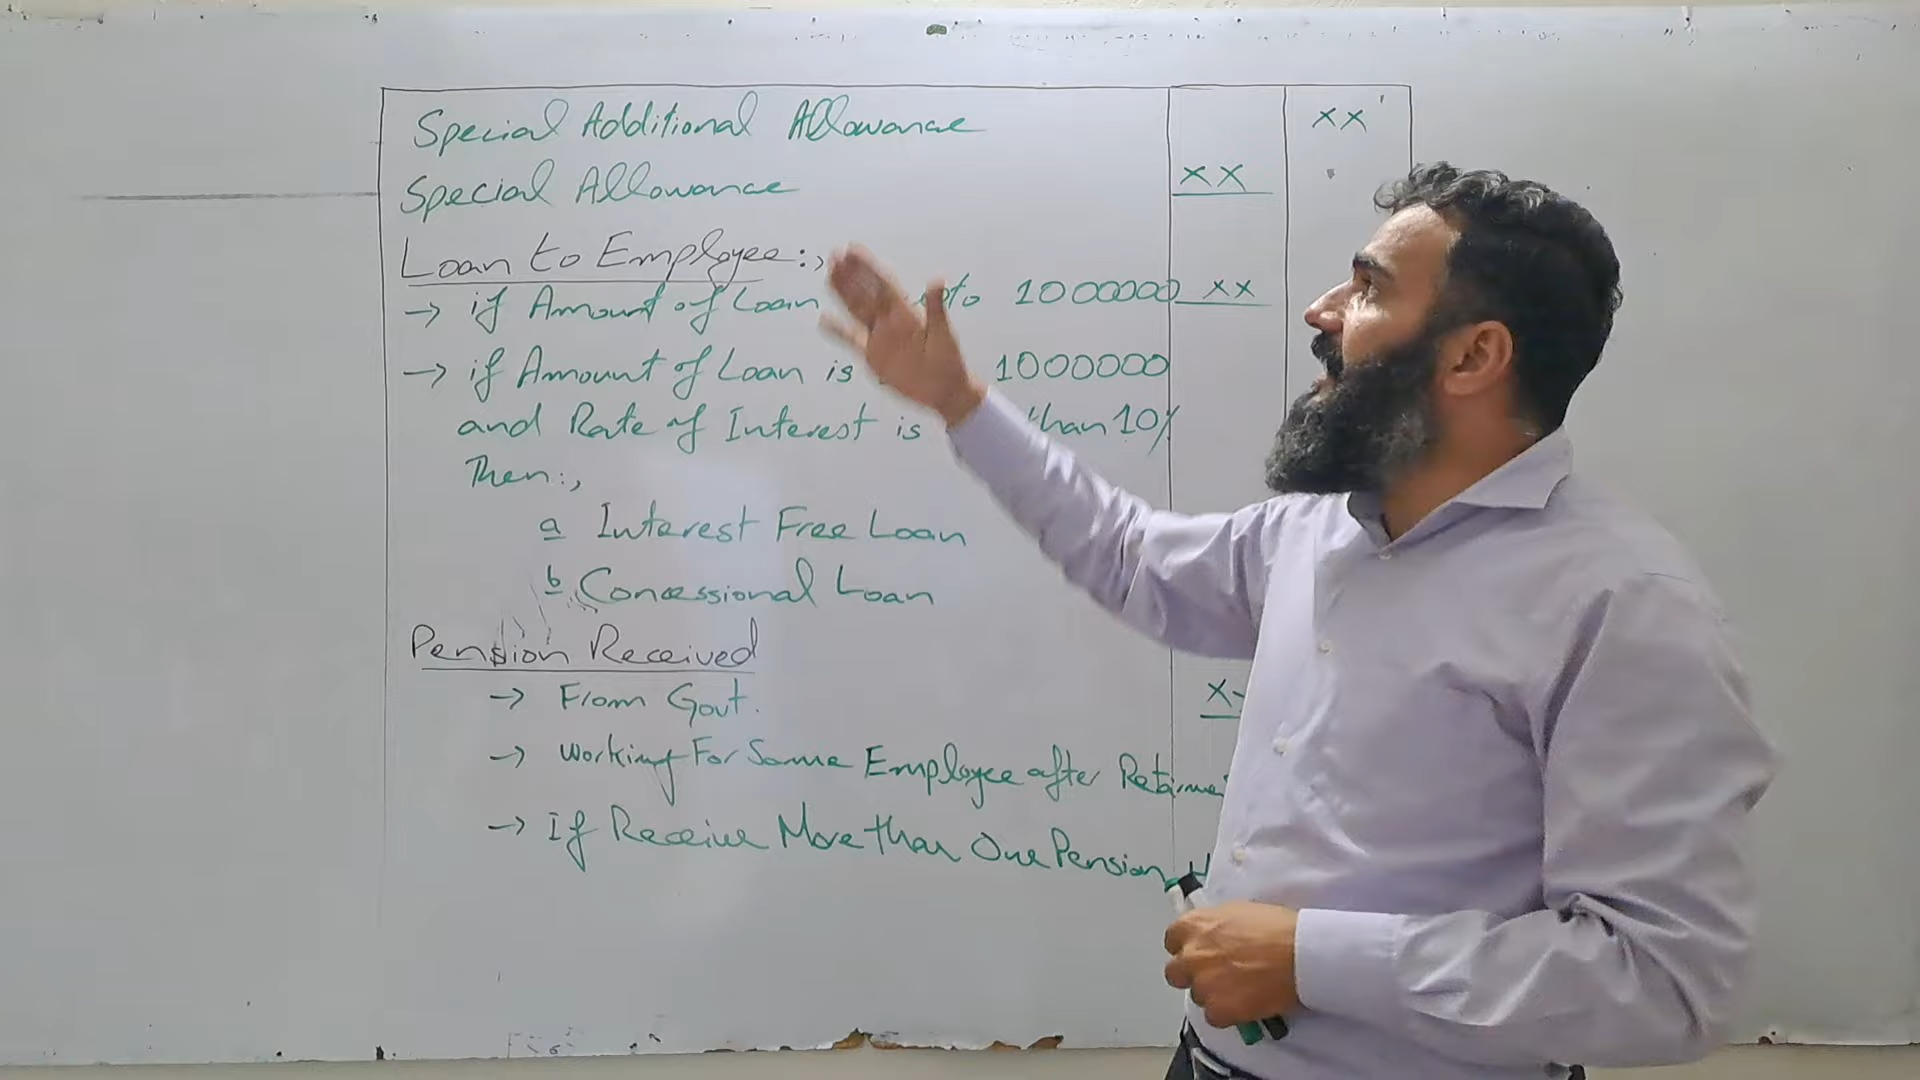 Special Additional Allowance xx
Special Allowance xx
Loan to Employee:,
→ if Amount of Loan upto 1000000 xx
→ if Amount of Loan is 1000000
and Rate of Interest is than 10%
Then:,
a Interest Free Loan
b Concessional Loan
Pension Received
→ From Govt. x
→ Working For Same Employee after
→ If Receive More than One Pension